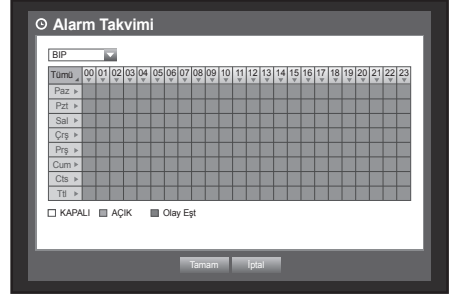 Alarm Takvimi
BIP
Tümü 00 01 02 03 04 05 06 07 08 09 10 11 12 13 14 15 16 17 18 19 20 21 22 23
Paz
Pzt
Sal
Çrş
Prş
Cum
Cts
Ttl
KAPALI AÇIK Olay Eşt
Tamam İptal